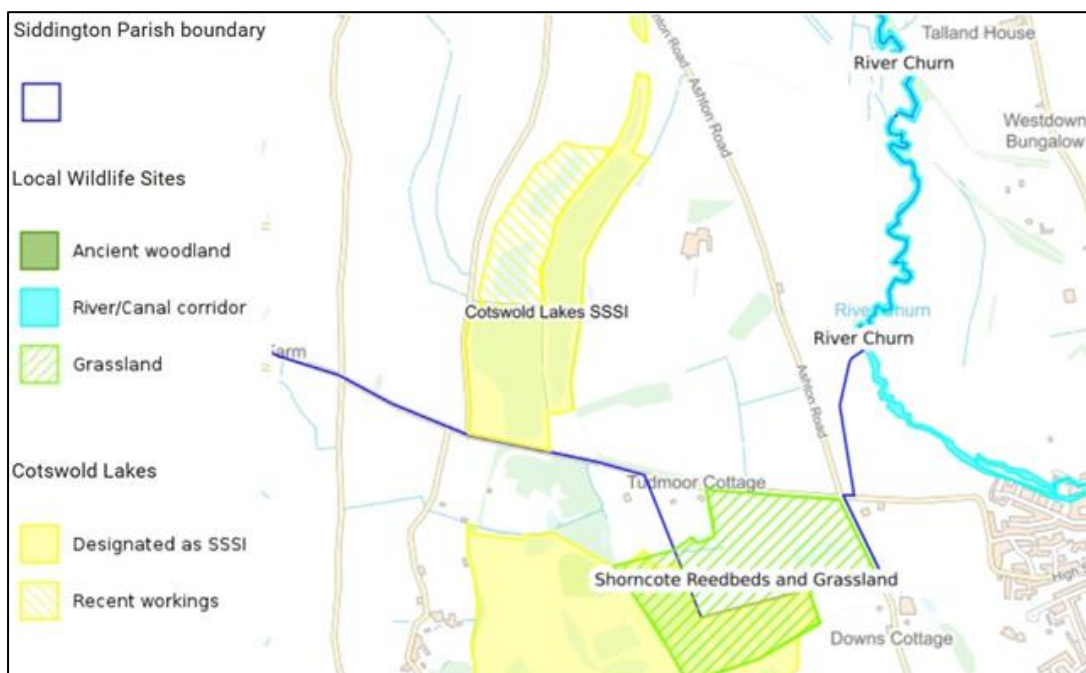 Siddington Parish boundary
Local Wildlife Sites
Ancient woodland
River/Canal corridor
Grassland
Cotswold Lakes
Designated as SSSI
Recent workings
Ashton Road
Ashton Road
Talland House
River Churn
Westdown
Bungalow
Cotswold Lakes SSSI
River Churn
River Churn
Farm
Ashton Road
Tudmoor Cottage
Shorncote Reedbeds and Grassland
High
Downs Cottage